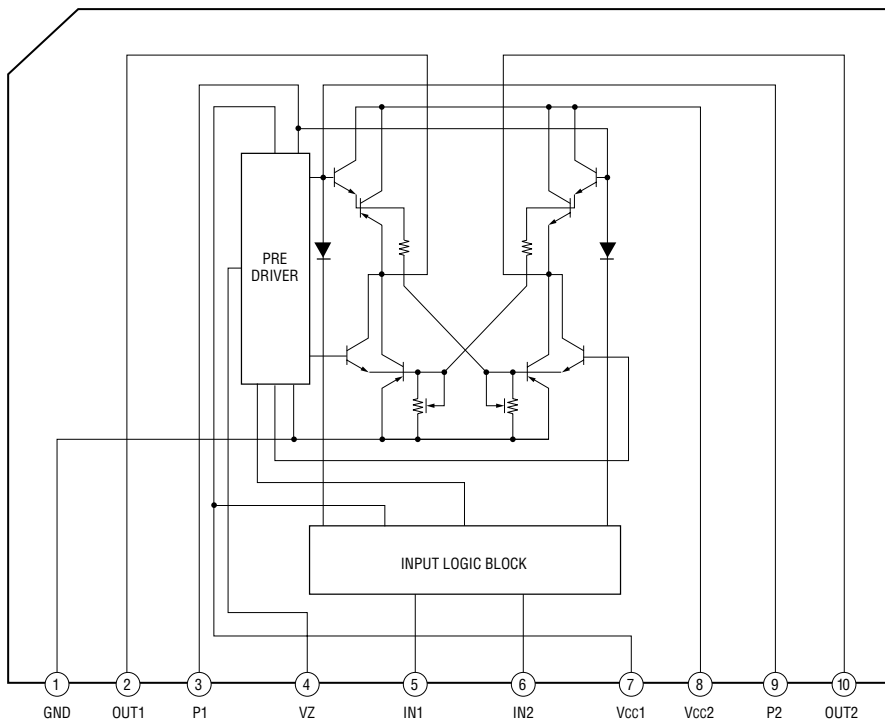 PRE
DRIVER
INPUT LOGIC BLOCK
1 2 3 4 5 6 7 8 9 10
GND OUT1 P1 VZ IN1 IN2 Vcc1 Vcc2 P2 OUT2